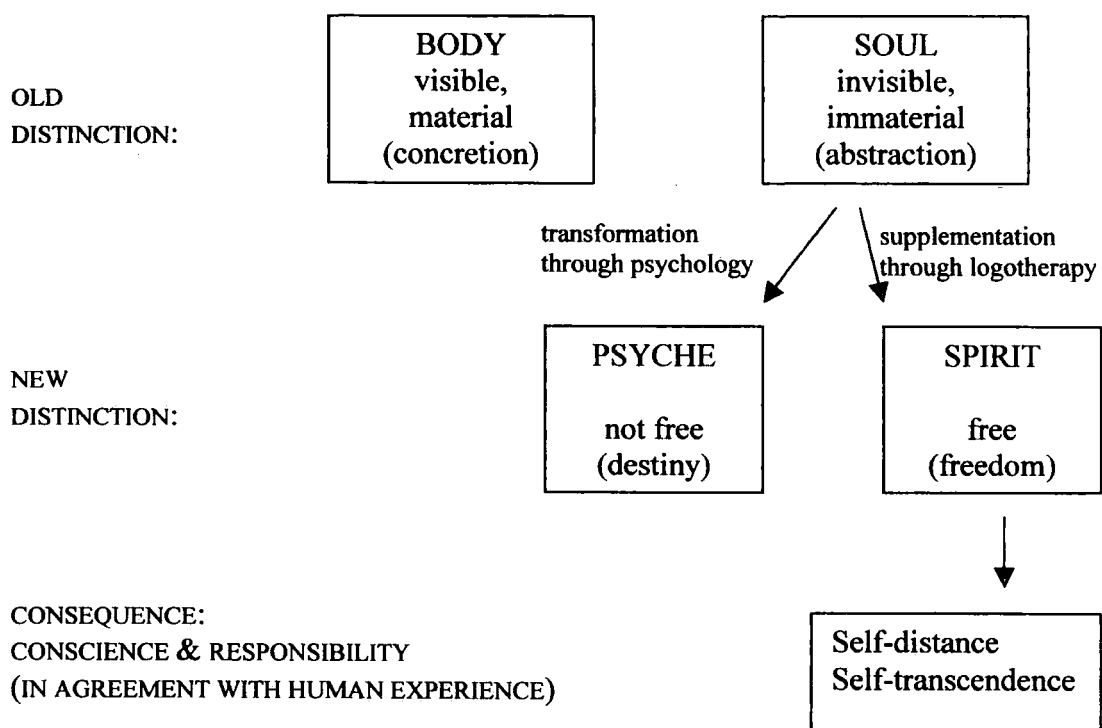 OLD
DISTINCTION:
BODY
visible,
material
(concretion)
SOUL
invisible,
immaterial
(abstraction)
transformation
through psychology
supplementation
through logotherapy
NEW
DISTINCTION:
PSYCHE
not free
(destiny)
SPIRIT
free
(freedom)
CONSEQUENCE:
CONSCIENCE & RESPONSIBILITY
(IN AGREEMENT WITH HUMAN EXPERIENCE)
Self-distance
Self-transcendence